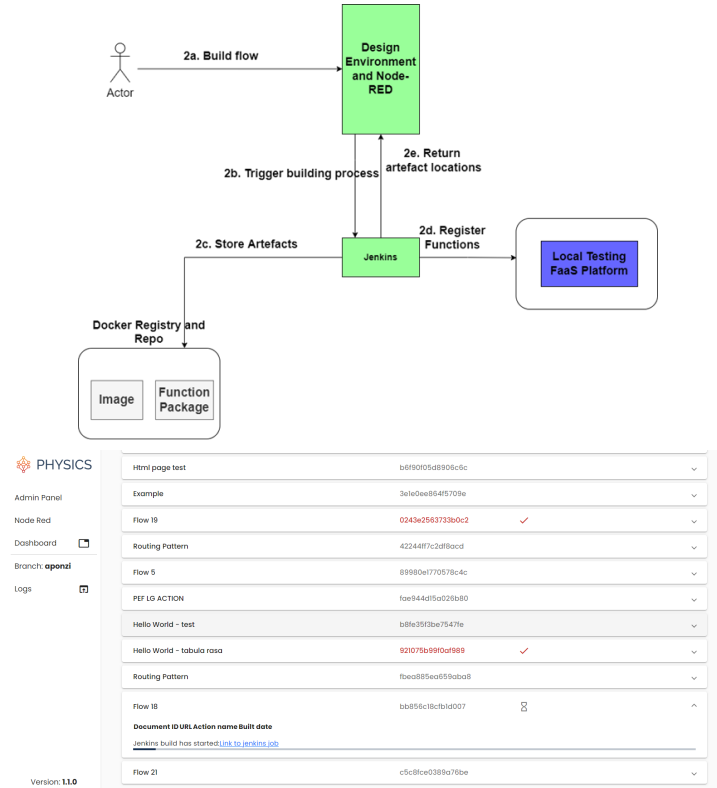 Design
Environment
and Node-
RED
2a. Build flow
Actor
2e. Return
artefact locations
2b. Trigger building process
2c. Store Artefacts
Jenkins
2d. Register
Functions
Local Testing
FaaS Platform
Docker Registry and
Repo
Image
Function
Package
PHYSICS
Admin Panel
Node Red
Dashboard
Branch: aponzi
Logs
Version: 1.1.0
Html page test b6f90f05d8906c6c
Example 3e1e0ee864f5709e
Flow 19 0243e2563733b0c2
Routing Pattern 42244ff7c2df8acd
Flow 5 89980e1770578c4c
PEF LG ACTION fae944d15a026b80
Hello World - test b8fe35f3be7547fe
Hello World - tabula rasa 921075b99f0af989
Routing Pattern fbea885ea659aba8
Flow 18 bb856c18cfb1d007
Document ID URL Action name Built date
Jenkins build has started: Link to jenkins job
Flow 21 c5c8fce0389a76be